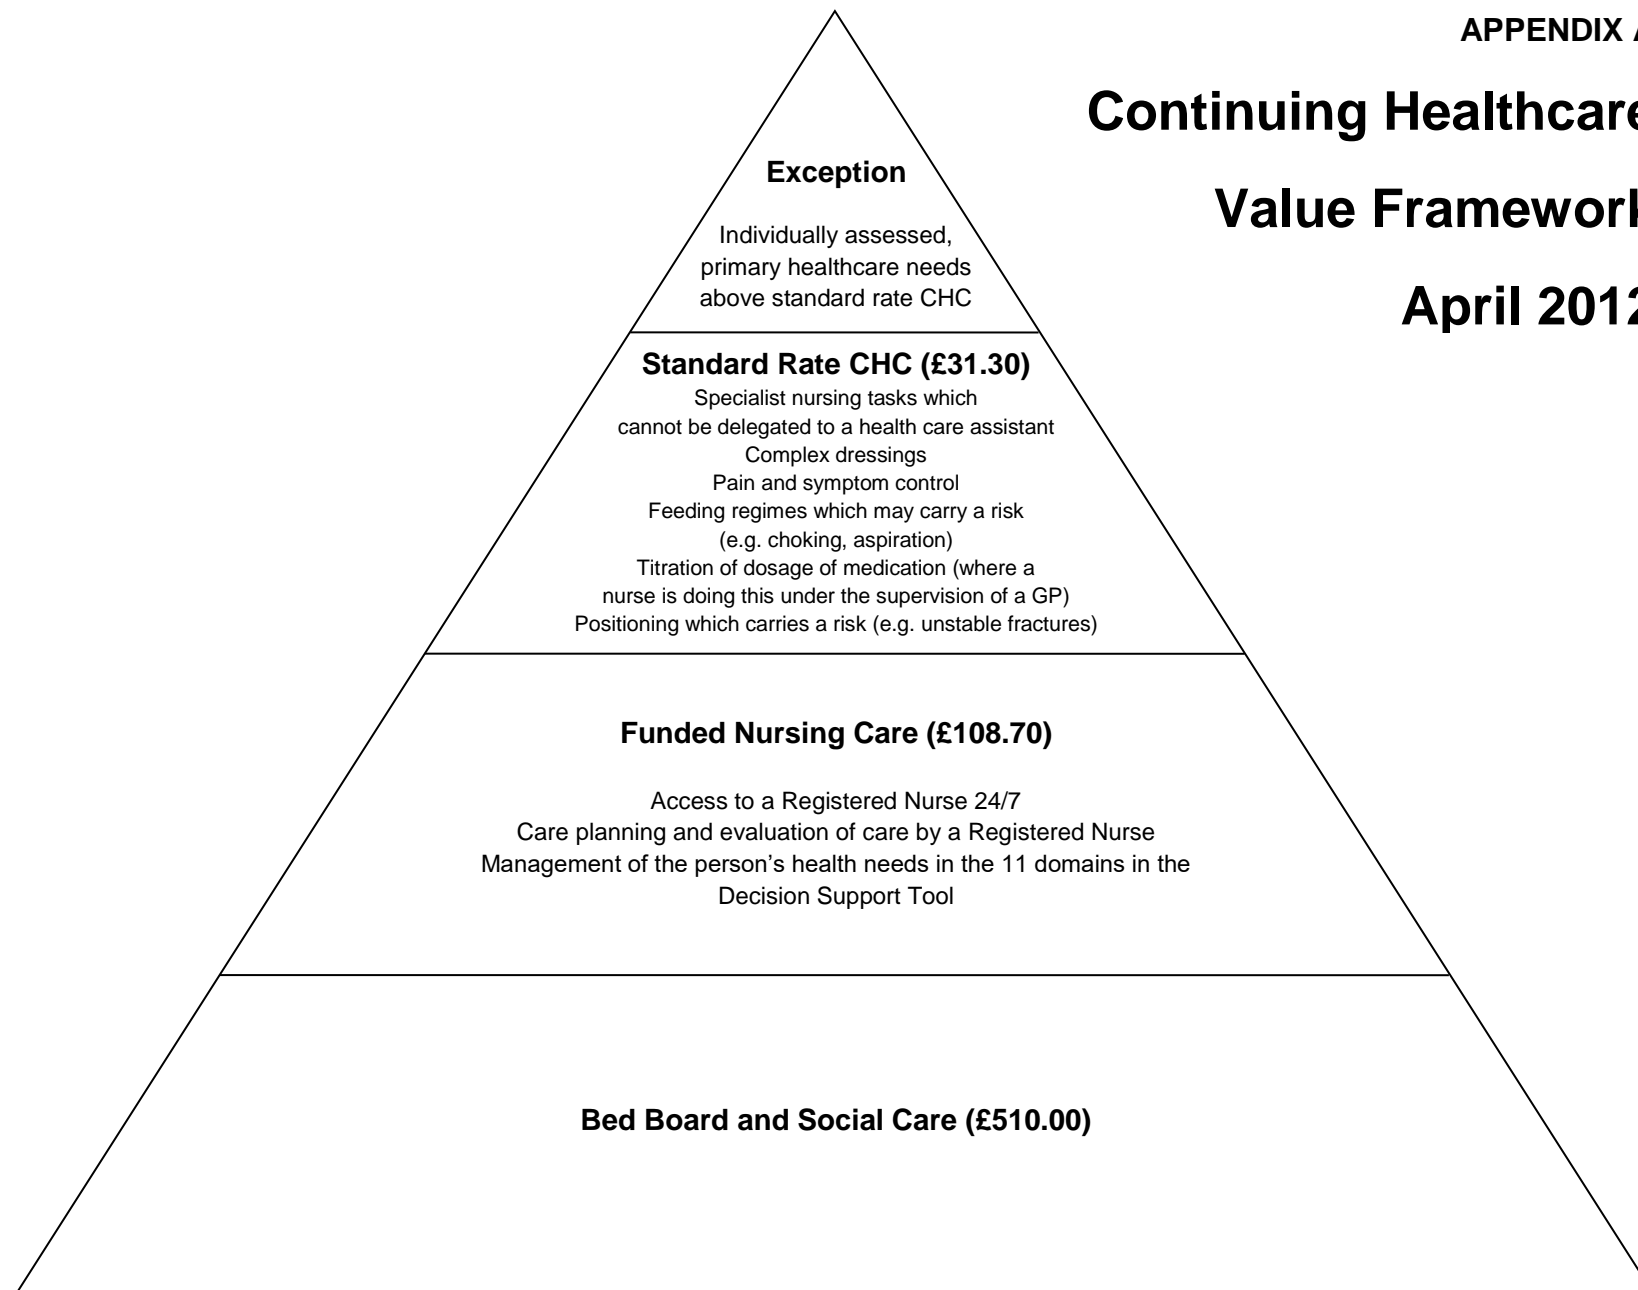 APPENDIX A
Continuing Healthcare
Value Framework
April 2012
Exception
Individually assessed,
primary healthcare needs
above standard rate CHC
Standard Rate CHC (£31.30)
Specialist nursing tasks which
cannot be delegated to a health care assistant
Complex dressings
Pain and symptom control
Feeding regimes which may carry a risk
(e.g. choking, aspiration)
Titration of dosage of medication (where a
nurse is doing this under the supervision of a GP)
Positioning which carries a risk (e.g. unstable fractures)
Funded Nursing Care (£108.70)
Access to a Registered Nurse 24/7
Care planning and evaluation of care by a Registered Nurse
Management of the person’s health needs in the 11 domains in the
Decision Support Tool
Bed Board and Social Care (£510.00)